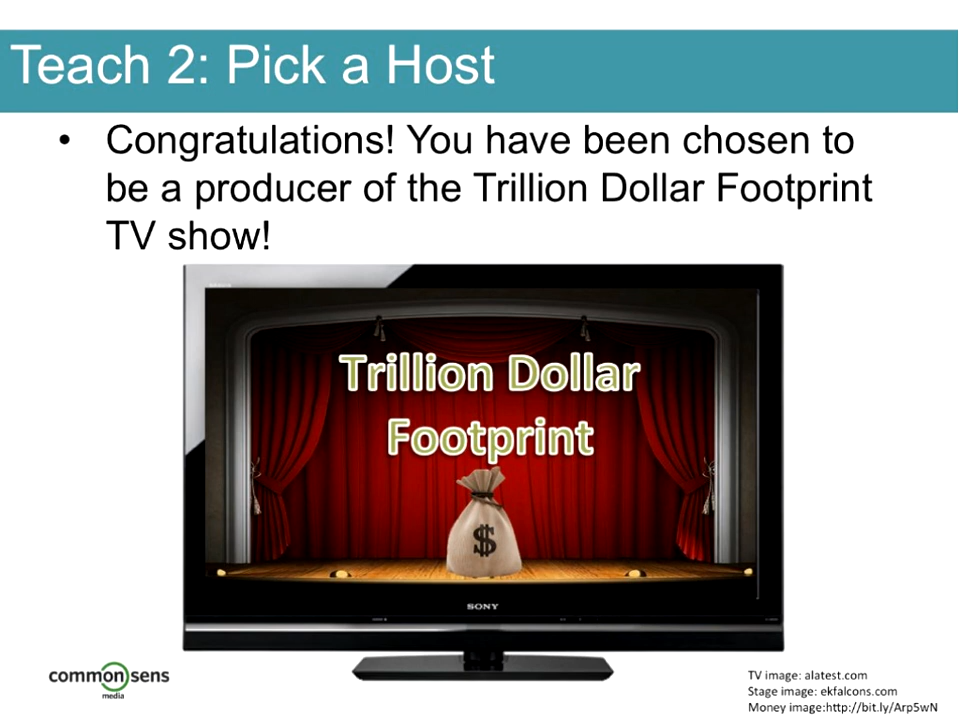 Teach 2: Pick a Host
• Congratulations! You have been chosen to
be a producer of the Trillion Dollar Footprint
TV show!
Trillion Dollar
Footprint
$
SONY
commonsens
media
TV image: alatest.com
Stage image: ekfalcons.com
Money image:http://bit.ly/Arp5wN